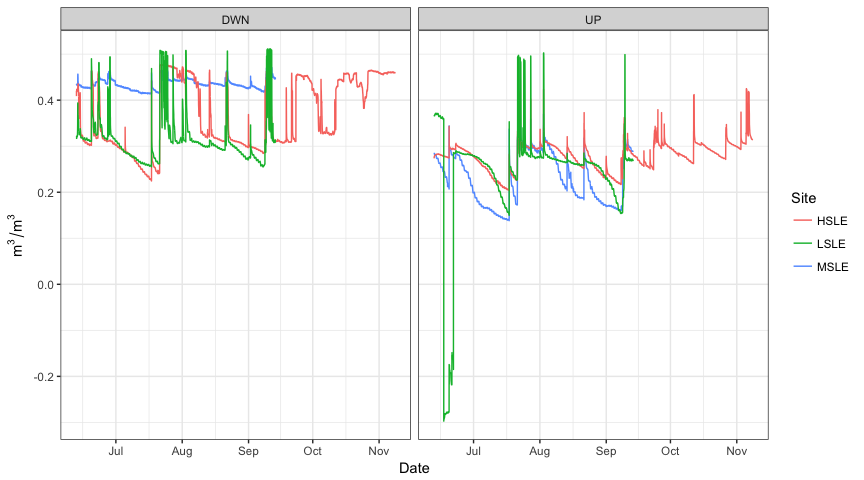 DWN UP
m³/m³
0.4
0.2
0.0
-0.2
Jul Aug Sep Oct Nov Jul Aug Sep Oct Nov
Date
Site
HSLE
LSLE
MSLE